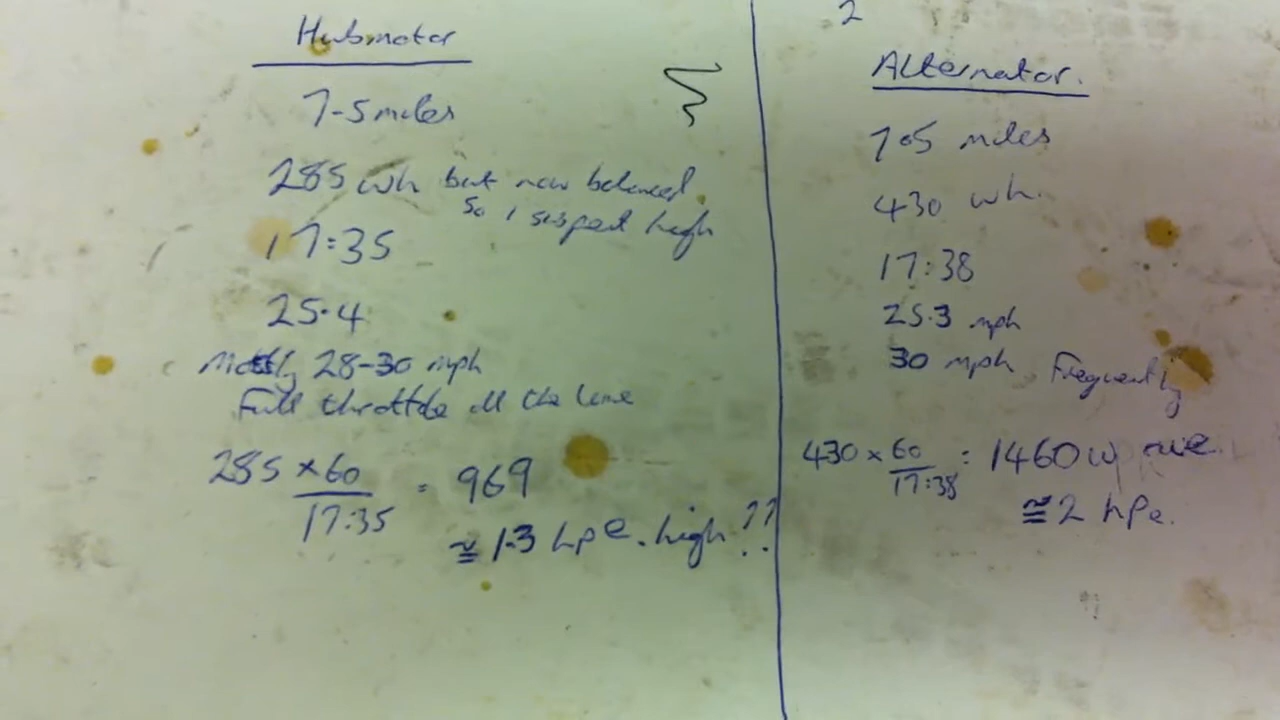 Hubmotor
7.5 miles
285 wh but now balanced
so I suspect high
17:35
25.4
Mostly 28-30 mph
Full throttle all the time
285 x 60
17:35
= 969
≅ 1.3 hpe. high ??
2
Alternator.
7.5 miles
430 wh.
17:38
25.3 mph
30 mph Frequently
430 x 60 = 1460 w
17:38
≅ 2 hpe.